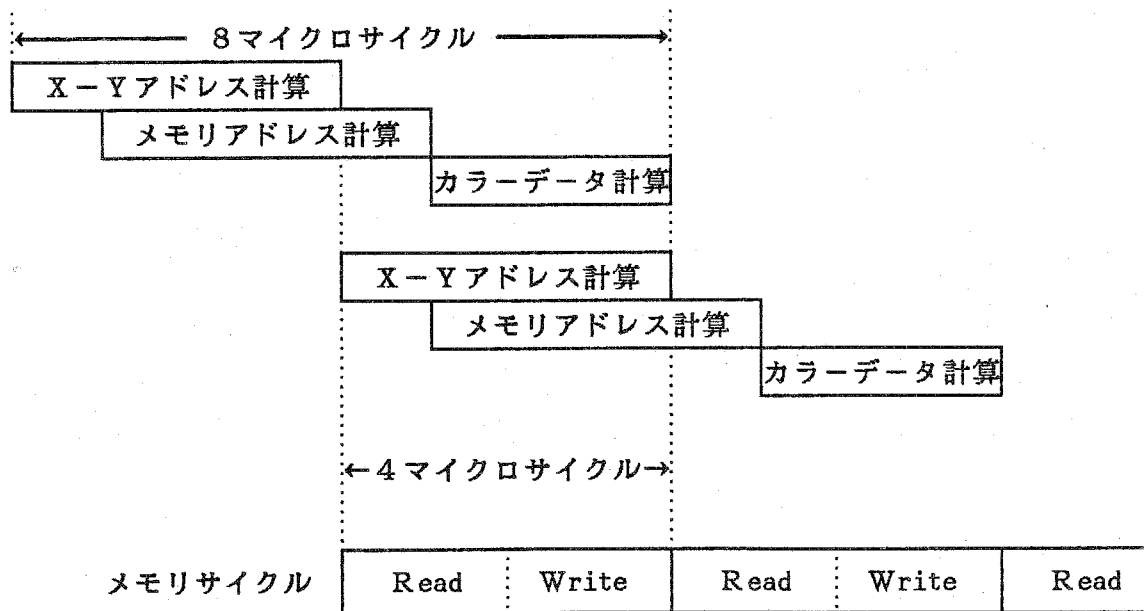 8マイクロサイクル
X-Yアドレス計算
メモリアドレス計算
カラーデータ計算
X-Yアドレス計算
メモリアドレス計算
カラーデータ計算
←4マイクロサイクル→
メモリサイクル Read Write Read Write Read